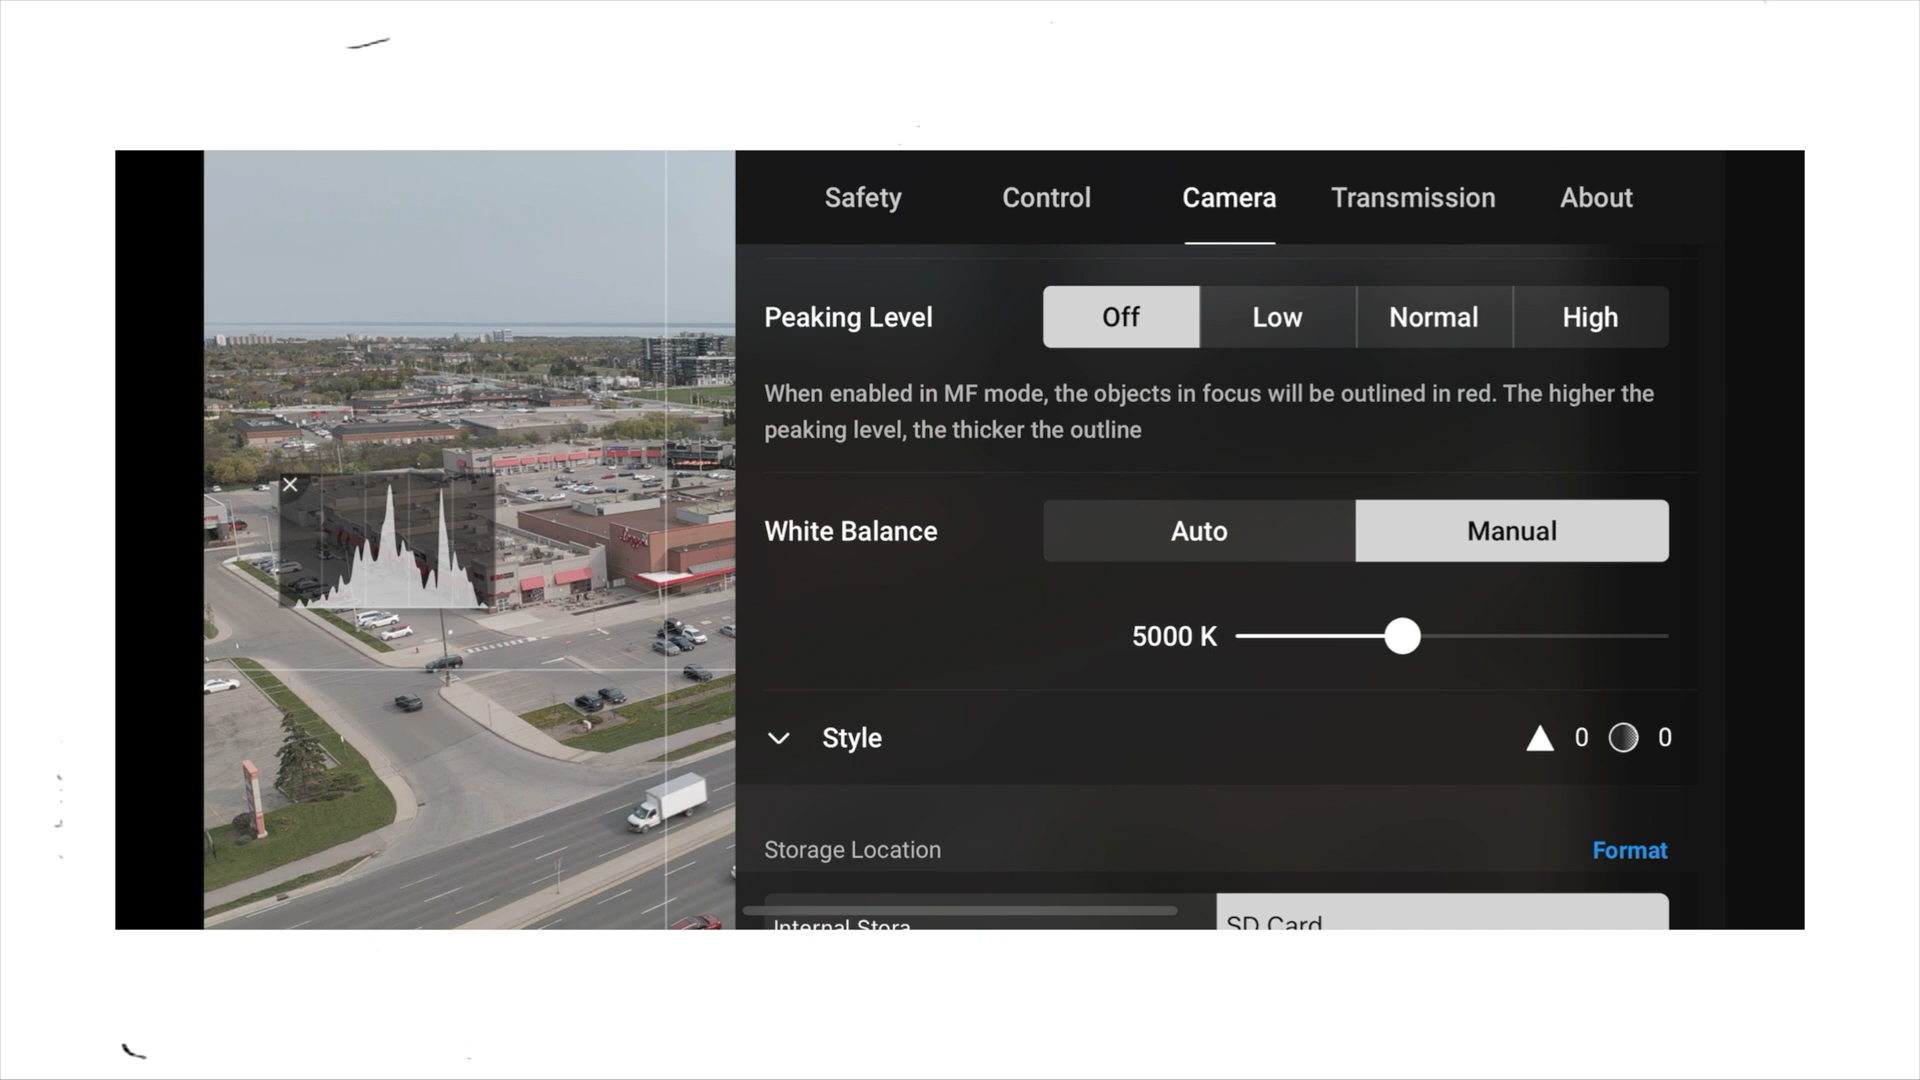 Safety Control Camera Transmission About
Peaking Level Off Low Normal High
When enabled in MF mode, the objects in focus will be outlined in red. The higher the
peaking level, the thicker the outline
White Balance Auto Manual
5000 K
Style 0 0
Storage Location Format
Internal Stora
SD Card